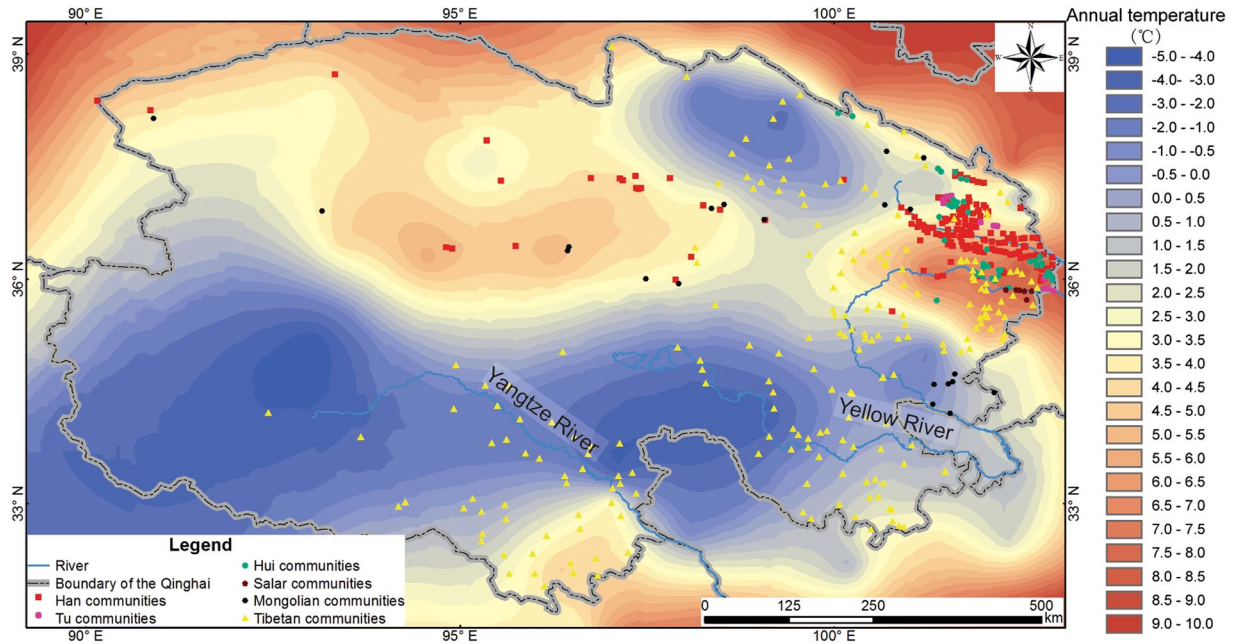 90° E
95° E
100° E
Annual temperature
(℃)
39° N
39° N
N
W
E
S
-5.0 - -4.0
-4.0 - -3.0
-3.0 - -2.0
-2.0 - -1.0
-1.0 - -0.5
-0.5 - -0.0
0.0 - -0.5
0.5 - 1.0
1.0 - 1.5
1.5 - 2.0
2.0 - 2.5
2.5 - 3.0
3.0 - 3.5
3.5 - 4.0
4.0 - 4.5
4.5 - 5.0
5.0 - 5.5
5.5 - 6.0
6.0 - 6.5
6.5 - 7.0
7.0 - 7.5
7.5 - 8.0
8.0 - 8.5
8.5 - 9.0
9.0 - 10.0
36° N
36° N
Yangtze River
Yellow River
33° N
33° N
Legend
River
Boundary of the Qinghai
Han communities
Tu communities
Hui communities
Salar communities
Mongolian communities
Tibetan communities
0 125 250 500
km
90° E
95° E
100° E